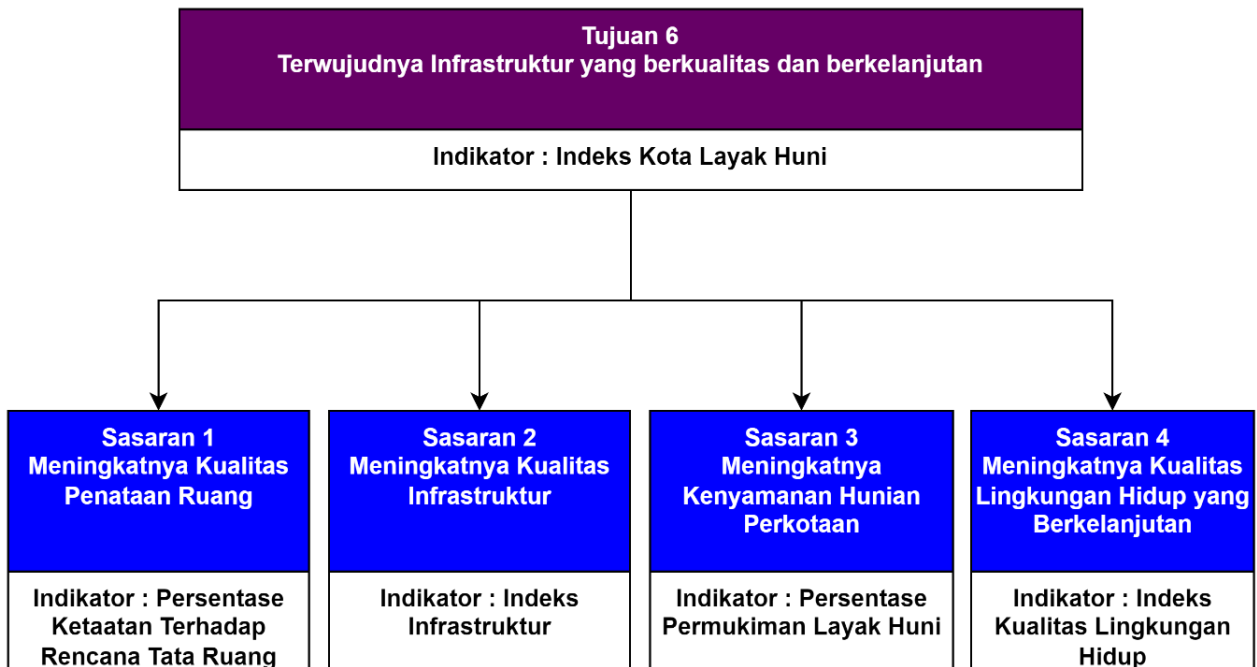 Tujuan 6
Terwujudnya Infrastruktur yang berkualitas dan berkelanjutan
Indikator : Indeks Kota Layak Huni
Sasaran 1
Meningkatnya Kualitas
Penataan Ruang
Indikator : Persentase
Ketaatan Terhadap
Rencana Tata Ruang
Sasaran 2
Meningkatnya Kualitas
Infrastruktur
Indikator : Indeks
Infrastruktur
Sasaran 3
Meningkatnya
Kenyamanan Hunian
Perkotaan
Indikator : Persentase
Permukiman Layak Huni
Sasaran 4
Meningkatnya Kualitas
Lingkungan Hidup yang
Berkelanjutan
Indikator : Indeks
Kualitas Lingkungan
Hidup